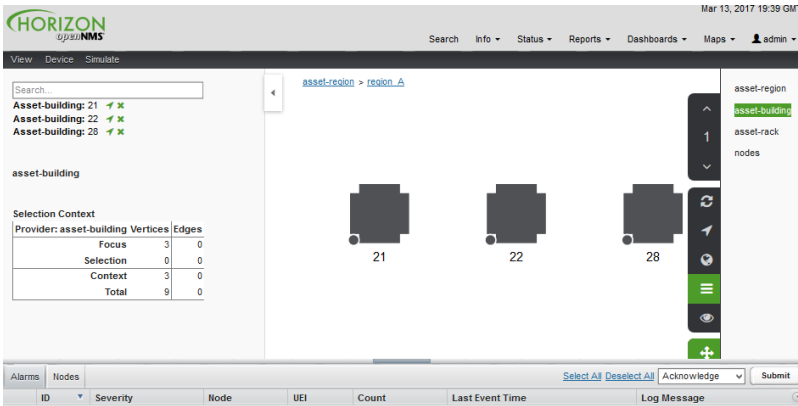 Mar 13, 2017 19:39 GMT
HORIZON
openNMS
Search Info Status Reports Dashboards Maps admin
View Device Simulate
Search...
Asset-building: 21
Asset-building: 22
Asset-building: 28
asset-building
Selection Context
Provider: asset-building Vertices Edges
Focus 3 0
Selection 0 0
Context 3 0
Total 9 0
asset-region > region_A
21 22 28
1
asset-region
asset-building
asset-rack
nodes
Alarms Nodes
Select All Deselect All Acknowledge Submit
ID Severity Node UEI Count Last Event Time Log Message